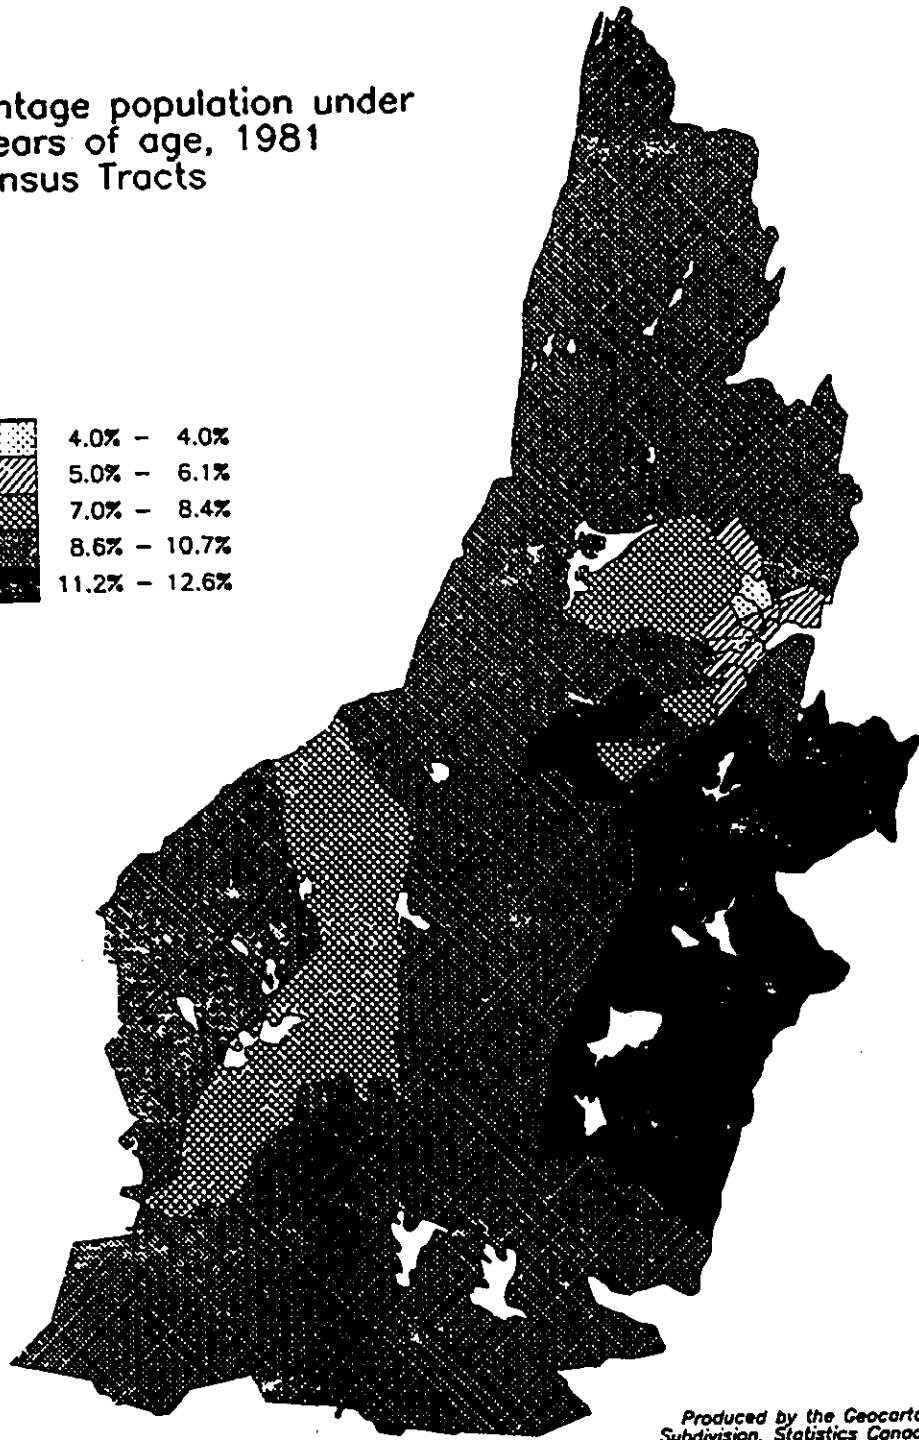 ntage population under
ears of age, 1981
nsus Tracts
4.0% - 4.0%
5.0% - 6.1%
7.0% - 8.4%
8.6% - 10.7%
11.2% - 12.6%
Produced by the Geocarto
Subdivision, Statistics Canad